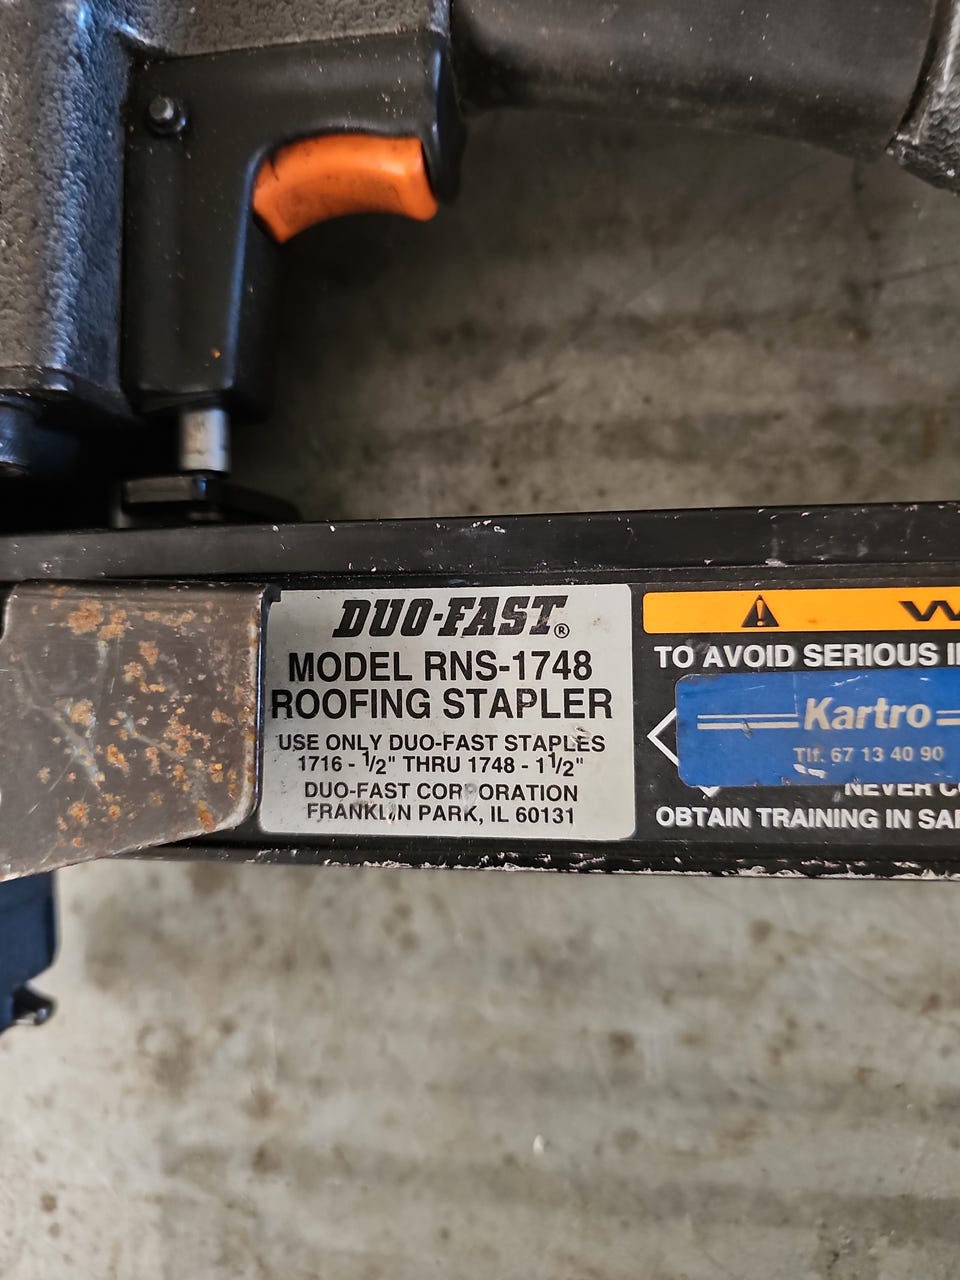 DUO-FAST®
MODEL RNS-1748
ROOFING STAPLER
USE ONLY DUO-FAST STAPLES
1716 - 1/2" THRU 1748 - 1 1/2"
DUO-FAST CORPORATION
FRANKLIN PARK, IL 60131
TO AVOID SERIOUS
Kartro
Tlf. 67 13 40 90
NEVER
OBTAIN TRAINING IN